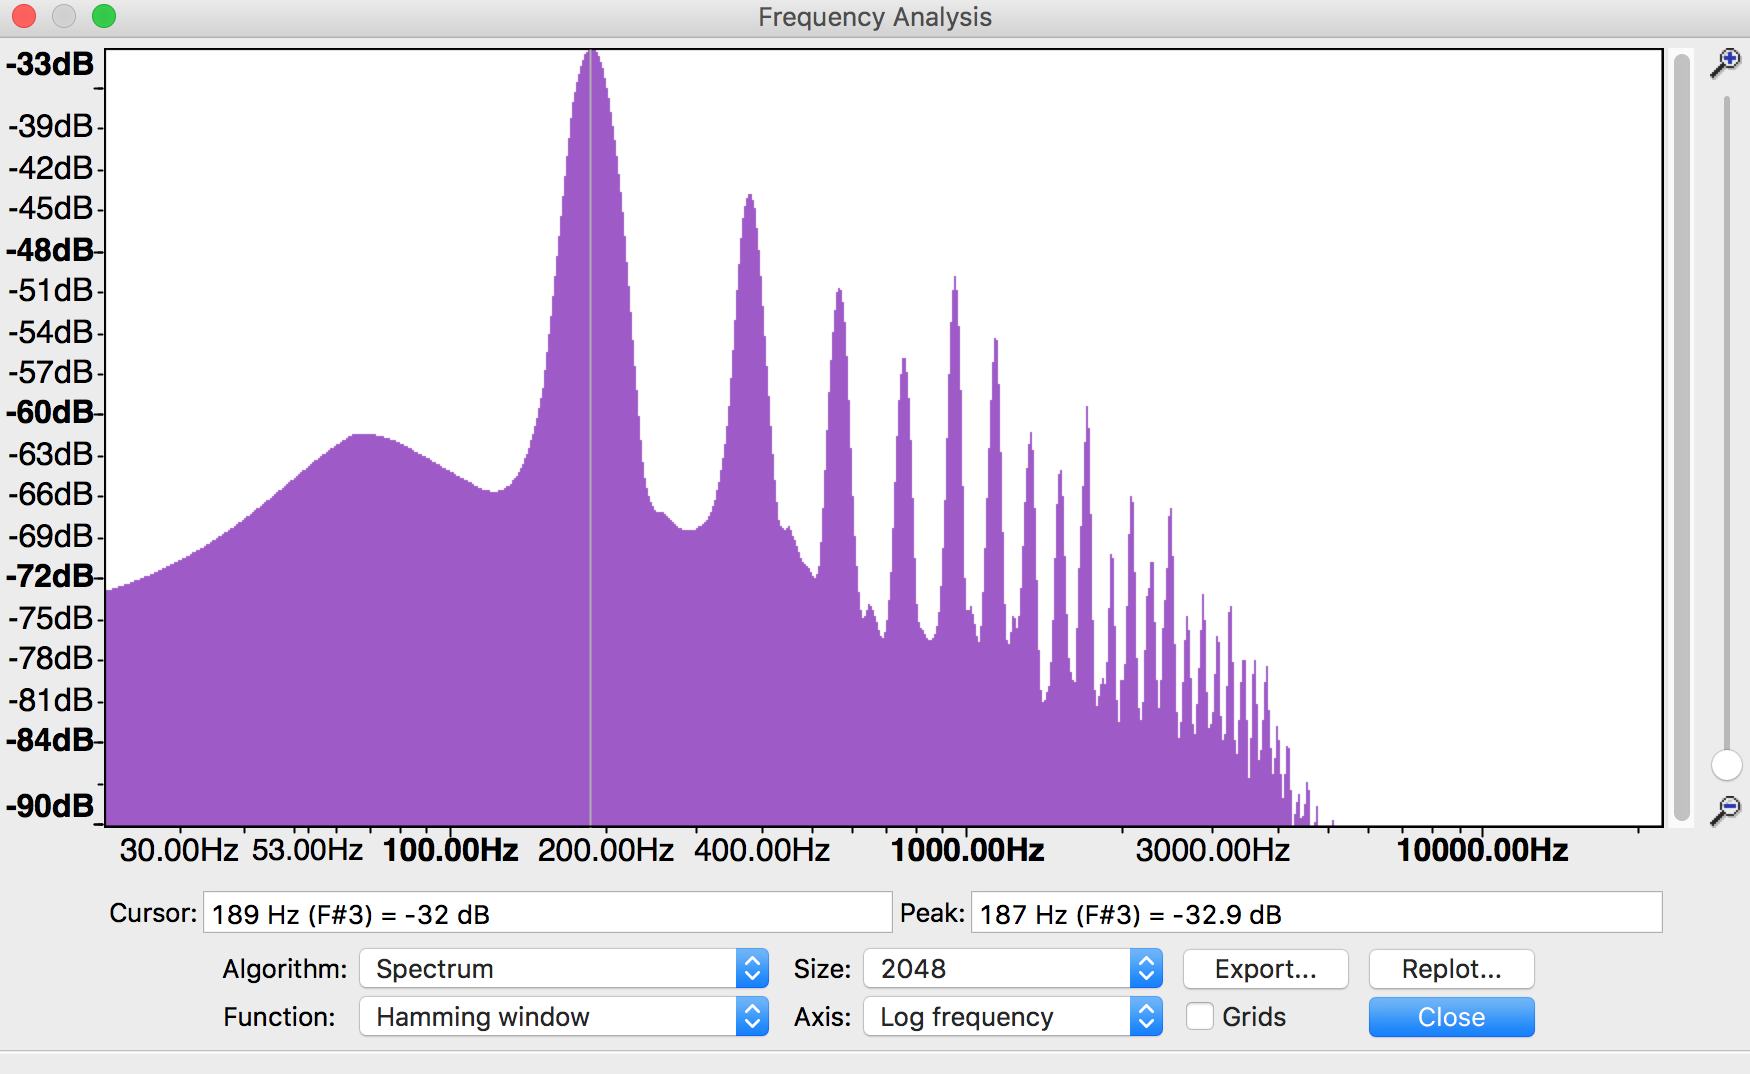 Frequency Analysis
-33dB
-39dB
-42dB
-45dB
-48dB
-51dB
-54dB
-57dB
-60dB
-63dB
-66dB
-69dB
-72dB
-75dB
-78dB
-81dB
-84dB
-90dB
30.00Hz 53.00Hz 100.00Hz 200.00Hz 400.00Hz 1000.00Hz 3000.00Hz 10000.00Hz
Cursor: 189 Hz (F#3) = -32 dB Peak: 187 Hz (F#3) = -32.9 dB
Algorithm: Spectrum Size: 2048 Export... Replot...
Function: Hamming window Axis: Log frequency Grids Close